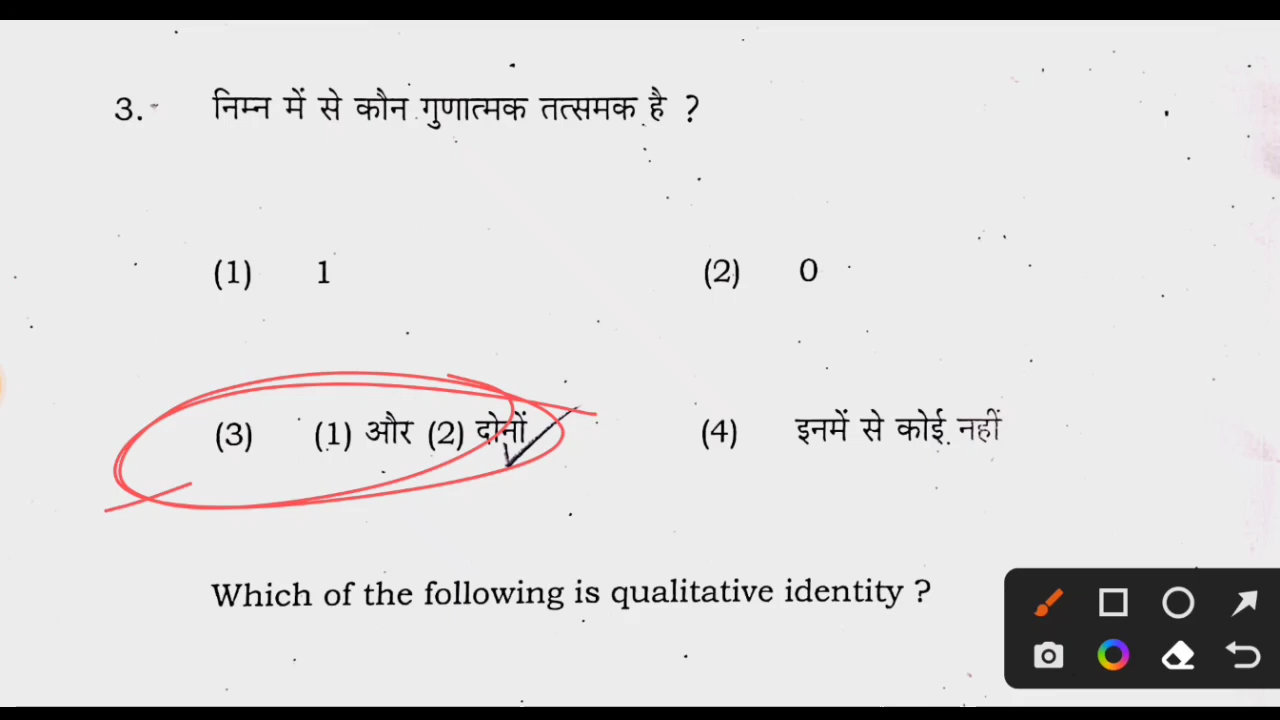 3. निम्न में से कौन गुणात्मक तत्समक है ?
(1) 1 (2) 0
(3) (1) और (2) दोनों (4) इनमें से कोई नहीं
Which of the following is qualitative identity ?